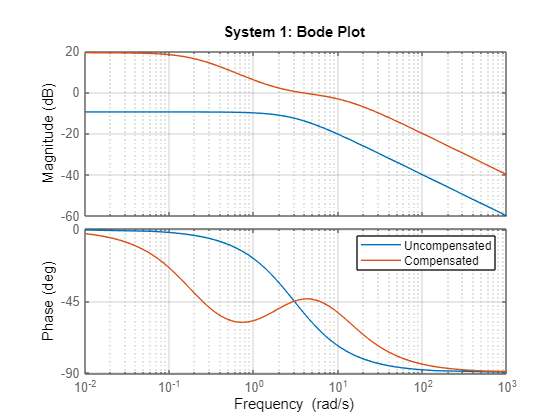 System 1: Bode Plot
Magnitude (dB)
20
0
-20
-40
-60
Phase (deg)
0
-45
-90
Uncompensated
Compensated
10^-2 10^-1 10^0 10^1 10^2 10^3
Frequency (rad/s)